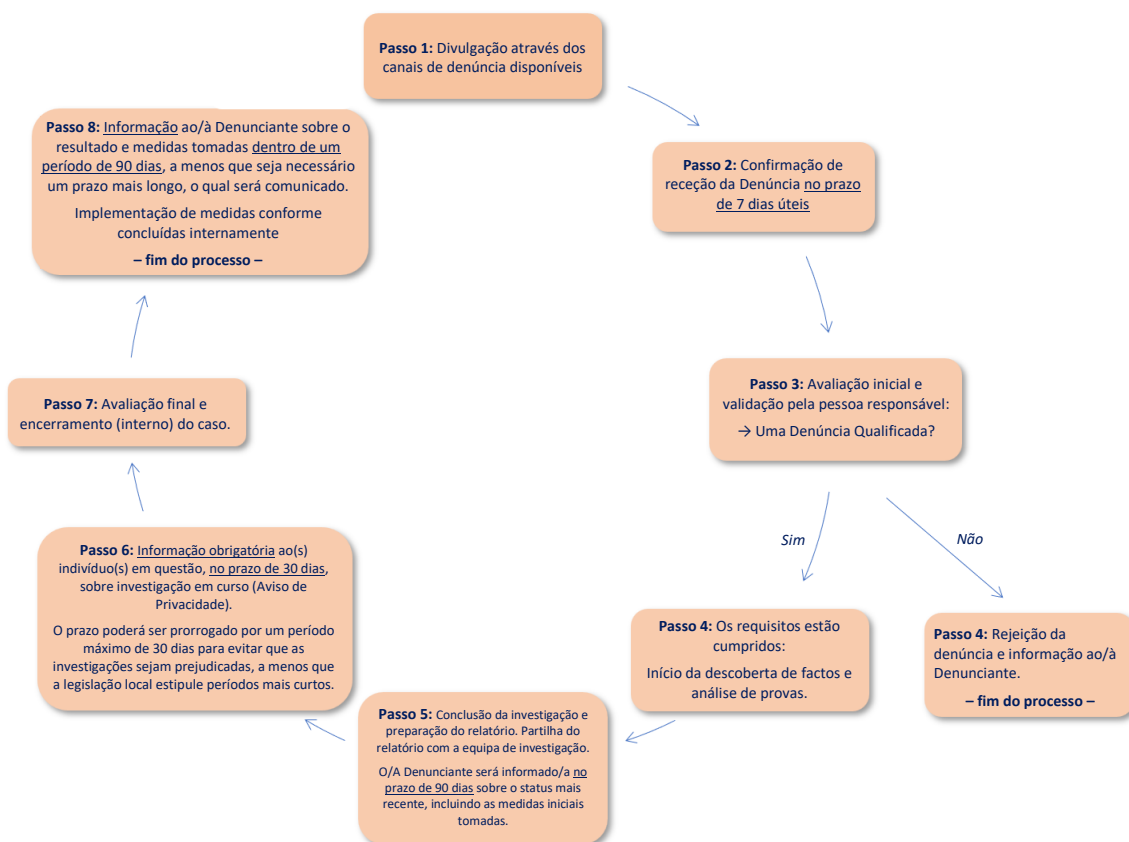 Passo 1: Divulgação através dos
canais de denúncia disponíveis
Passo 2: Confirmação de
receção da Denúncia no prazo
de 7 dias úteis
Passo 3: Avaliação inicial e
validação pela pessoa responsável:
→ Uma Denúncia Qualificada?
Sim
Não
Passo 4: Os requisitos estão
cumpridos:
Início da descoberta de factos e
análise de provas.
Passo 4: Rejeição da
denúncia e informação ao/à
Denunciante.
– fim do processo –
Passo 5: Conclusão da investigação e
preparação do relatório. Partilha do
relatório com a equipa de investigação.
O/A Denunciante será informado/a no
prazo de 90 dias sobre o status mais
recente, incluindo as medidas iniciais
tomadas.
Passo 6: Informação obrigatória ao(s)
indivíduo(s) em questão, no prazo de 30 dias,
sobre investigação em curso (Aviso de
Privacidade).
O prazo poderá ser prorrogado por um período
máximo de 30 dias para evitar que as
investigações sejam prejudicadas, a menos que
a legislação local estipule períodos mais curtos.
Passo 7: Avaliação final e
encerramento (interno) do caso.
Passo 8: Informação ao/à Denunciante sobre o
resultado e medidas tomadas dentro de um
período de 90 dias, a menos que seja necessário
um prazo mais longo, o qual será comunicado.
Implementação de medidas conforme
concluídas internamente
– fim do processo –